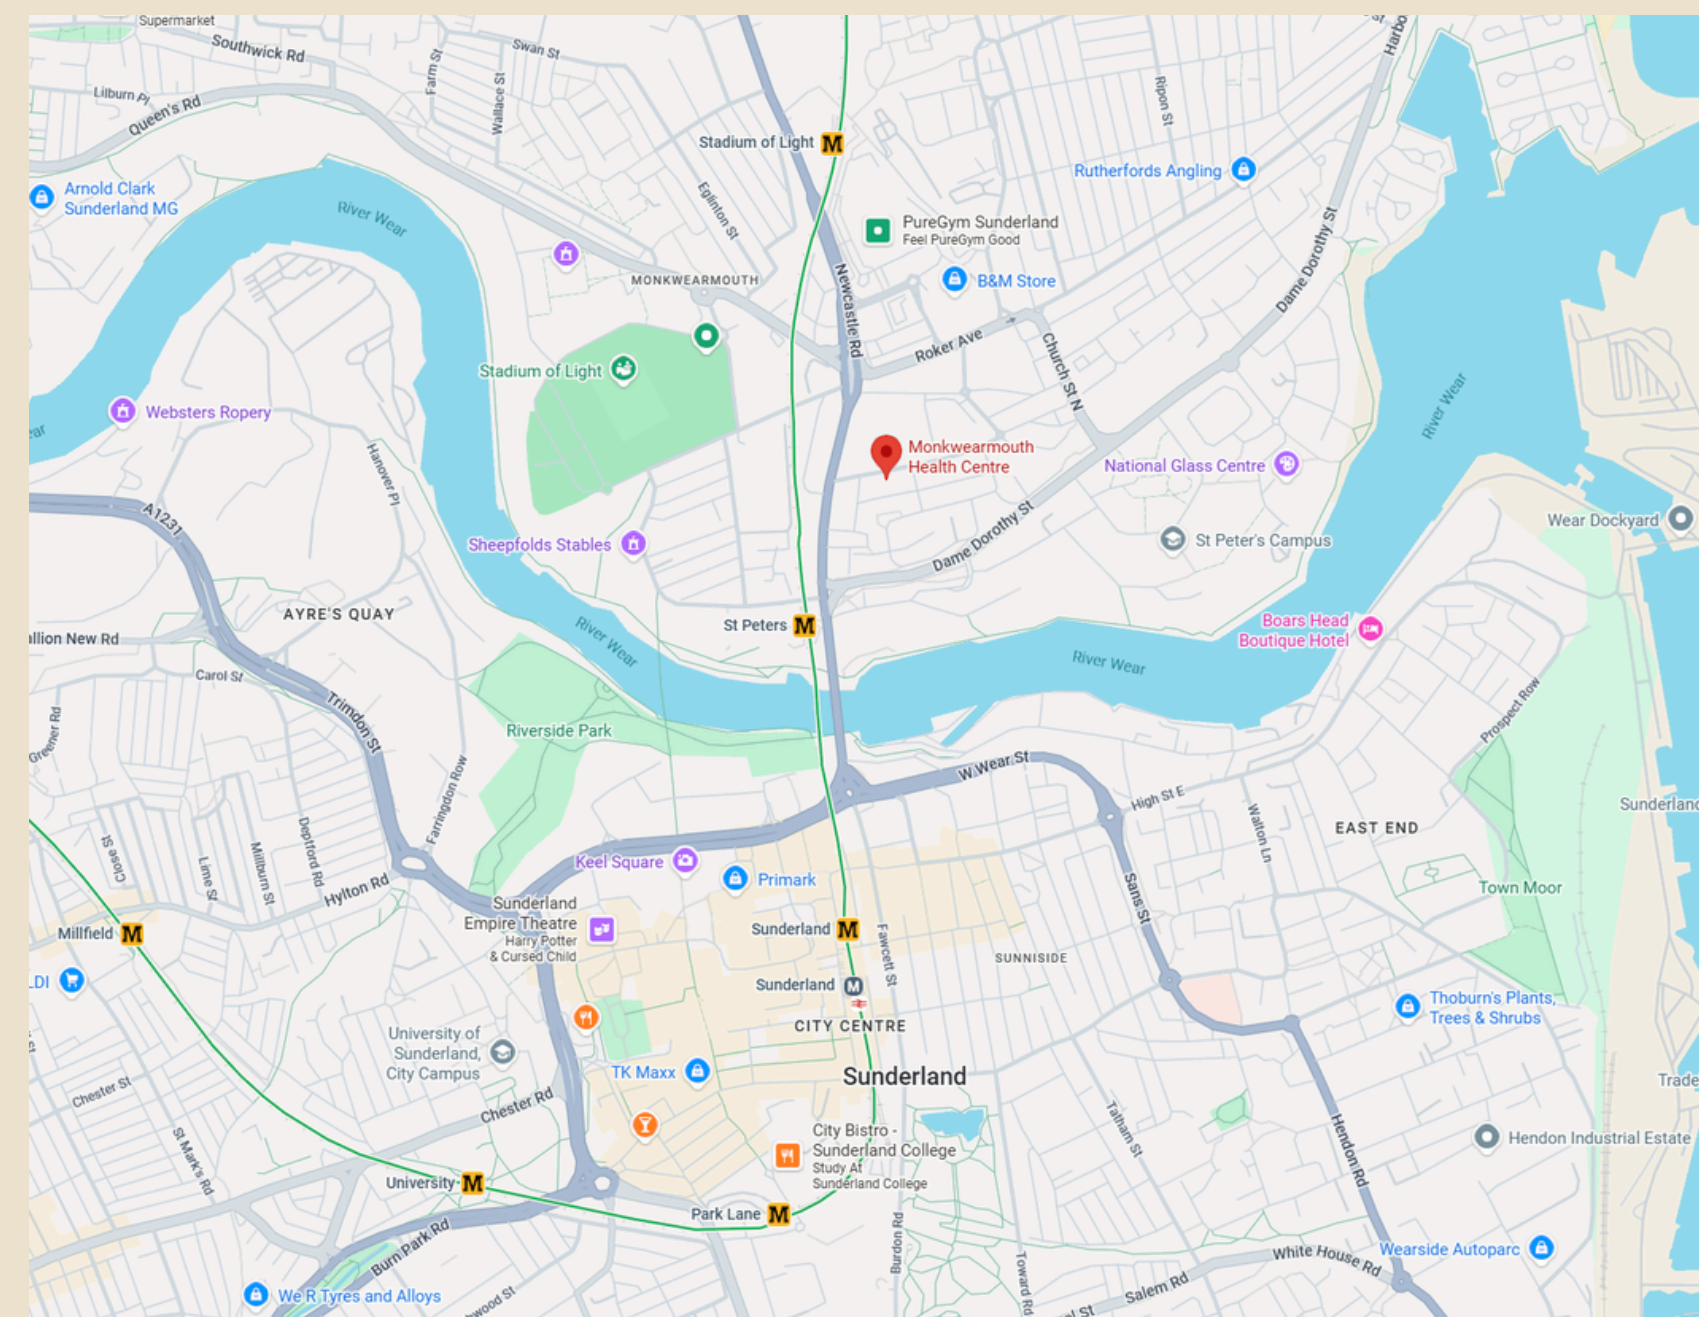 Supermarket
Southwick Rd
Swan St
Farm St
Wallace St
Lilburn Pl
Queen's Rd
Ripon St
Stadium of Light
Arnold Clark
Sunderland MG
River Wear
Eglinton St
Rutherfords Angling
PureGym Sunderland
Feel PureGym Good
B&M Store
MONKWEARMOUTH
Newcastle Rd
Dame Dorothy St
Roker Ave
Church St N
Stadium of Light
Websters Ropery
River Wear
Monkwearmouth
Health Centre
National Glass Centre
Hanover Pl
A1231
Sheepfolds Stables
Dame Dorothy St
St Peter's Campus
Wear Dockyard
AYRE'S QUAY
allion New Rd
River Wear
St Peters
Boars Head
Boutique Hotel
River Wear
Carol St
Trimdon St
Greener Rd
Riverside Park
Prospect Row
W Wear St
High St E
Farringdon Row
Walton Ln
EAST END
Sunderland
Close St
Lime St
Millburn St
Deptford Rd
Hylton Rd
Keel Square
Primark
Sans St
Town Moor
Sunderland
Empire Theatre
Harry Potter
& Cursed Child
Millfield
Sunderland
Fawcett St
SUNNISIDE
LDI
Sunderland
Thoburn's Plants,
Trees & Shrubs
CITY CENTRE
University of
Sunderland,
City Campus
TK Maxx
Sunderland
Trade
Chester St
Chester Rd
Tatham St
Hendon Rd
Hendon Industrial Estate
St Mark's Rd
City Bistro -
Sunderland College
Study At
Sunderland College
University
Park Lane
Burn Park Rd
Burdon Rd
Toward Rd
White House Rd
Wearside Autoparc
Salem Rd
We R Tyres and Alloys